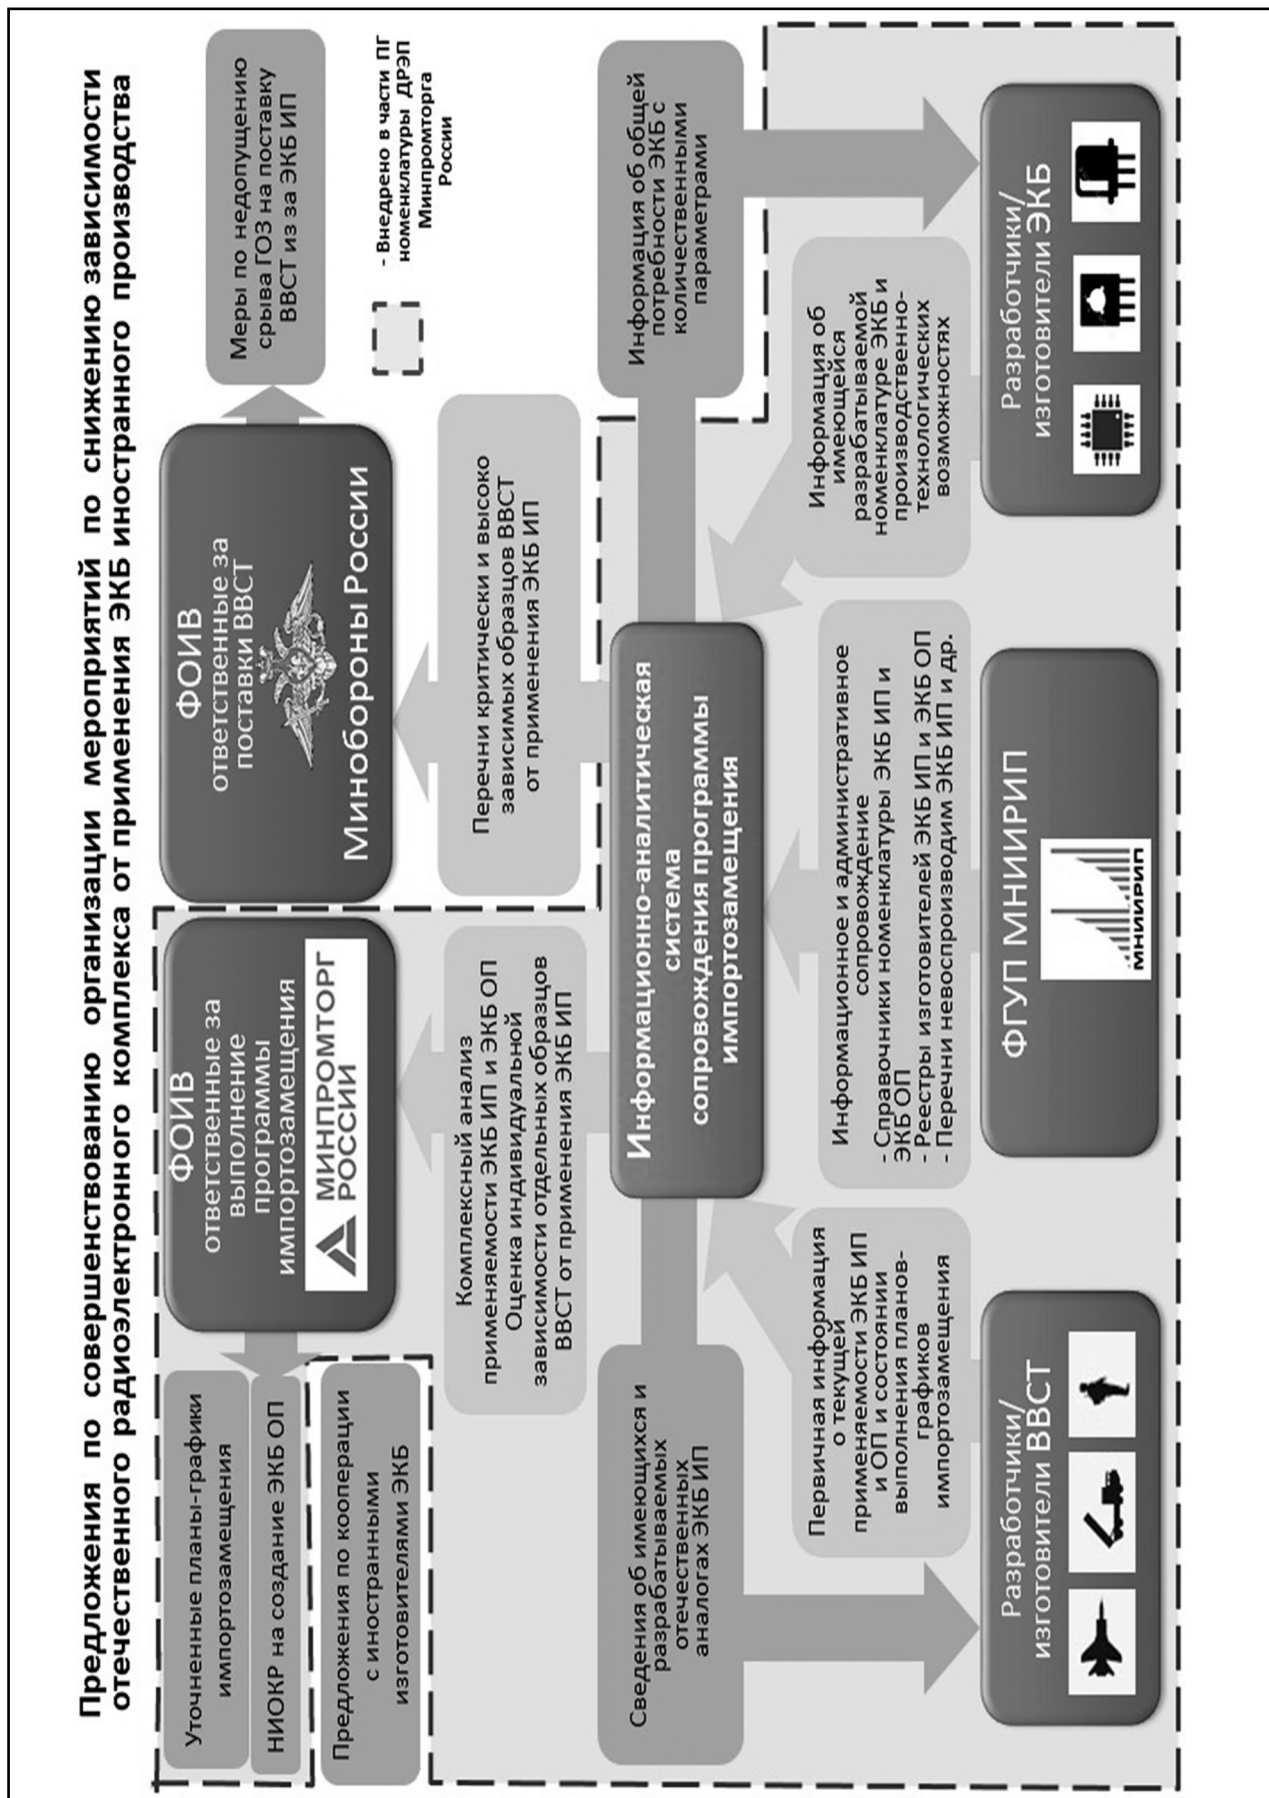 Предложения по совершенствованию организации мероприятий по снижению зависимости
отечественного радиоэлектронного комплекса от применения ЭКБ иностранного производства
Уточненные планы-графики
импортозамещения
НИОКР на создание ЭКБ ОП
Предложения по кооперации
с иностранными
изготовителями ЭКБ
ФОИВ
ответственные за
выполнение
программы
импортозамещения
МИНПРОМТОРГ
РОССИИ
ФОИВ
ответственные за
поставки ВВСТ
Минобороны России
Меры по недопущению
срыва ГОЗ на поставку
ВВСТ из за ЭКБ ИП
- Внедрено в части ПГ
номенклатуры ДРЭП
Минпромторга
России
Комплексный анализ
применяемости ЭКБ ИП и ЭКБ ОП
Оценка индивидуальной
зависимости отдельных образцов
ВВСТ от применения ЭКБ ИП
Перечни критически и высоко
зависимых образцов ВВСТ
от применения ЭКБ ИП
Сведения об имеющихся и
разрабатываемых
отечественных
аналогах ЭКБ ИП
Информационно-аналитическая
система
сопровождения программы
импортозамещения
Информация об общей
потребности ЭКБ с
количественными
параметрами
Первичная информация
о текущей
применяемости ЭКБ ИП
и ОП и состоянии
выполнения планов-
графиков
импортозамещения
Информационное и административное
сопровождение
- Справочники номенклатуры ЭКБ ИП и
ЭКБ ОП
- Реестры изготовителей ЭКБ ИП и ЭКБ ОП
- Перечни невоспроизводим ЭКБ ИП и др.
Информация об
имеющейся
разрабатываемой
номенклатуре ЭКБ и
производственно-
технологических
возможностях
Разработчики/
изготовители ВВСТ
ФГУП МНИИРИП
МНИИРИП
Разработчики/
изготовители ЭКБ